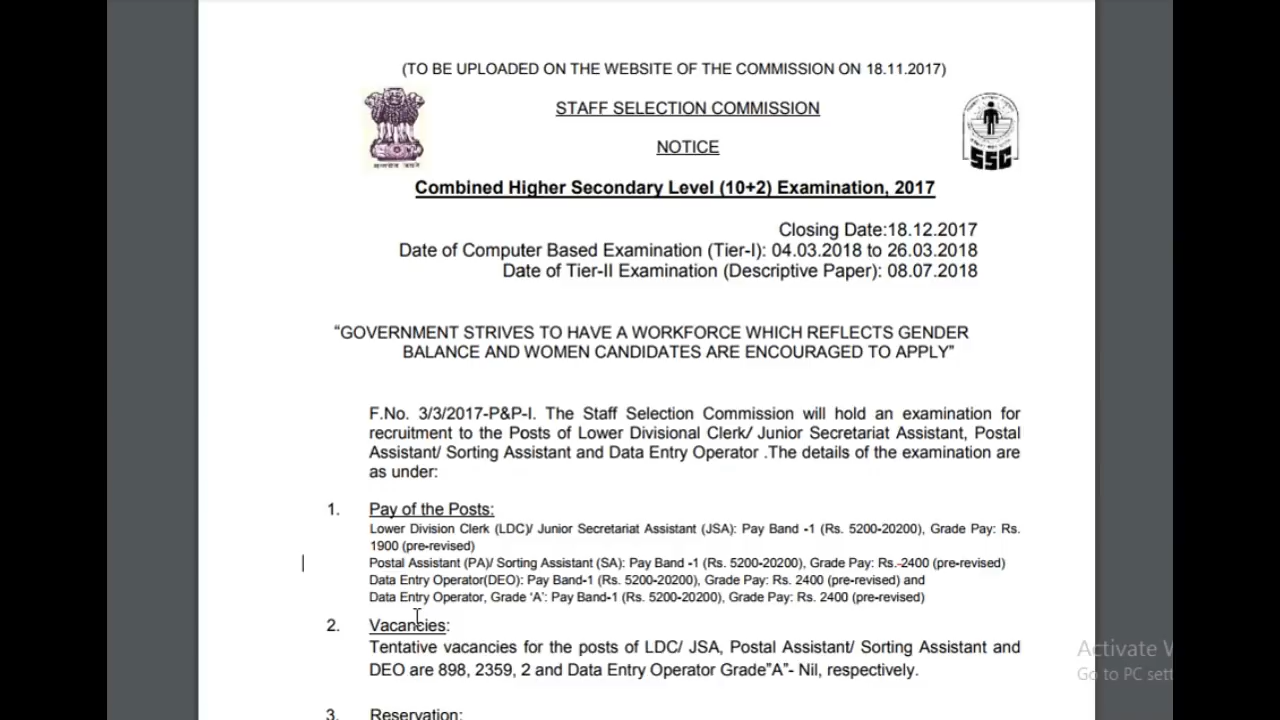 (TO BE UPLOADED ON THE WEBSITE OF THE COMMISSION ON 18.11.2017)
STAFF SELECTION COMMISSION
SSC
NOTICE
Combined Higher Secondary Level (10+2) Examination, 2017
Closing Date:18.12.2017
Date of Computer Based Examination (Tier-I): 04.03.2018 to 26.03.2018
Date of Tier-II Examination (Descriptive Paper): 08.07.2018
“GOVERNMENT STRIVES TO HAVE A WORKFORCE WHICH REFLECTS GENDER
BALANCE AND WOMEN CANDIDATES ARE ENCOURAGED TO APPLY”
F.No. 3/3/2017-P&P-I. The Staff Selection Commission will hold an examination for
recruitment to the Posts of Lower Divisional Clerk/ Junior Secretariat Assistant, Postal
Assistant/ Sorting Assistant and Data Entry Operator .The details of the examination are
as under:
1. Pay of the Posts:
Lower Division Clerk (LDC)/ Junior Secretariat Assistant (JSA): Pay Band -1 (Rs. 5200-20200), Grade Pay: Rs.
1900 (pre-revised)
Postal Assistant (PA)/ Sorting Assistant (SA): Pay Band -1 (Rs. 5200-20200), Grade Pay: Rs. 2400 (pre-revised)
Data Entry Operator(DEO): Pay Band-1 (Rs. 5200-20200), Grade Pay: Rs. 2400 (pre-revised) and
Data Entry Operator, Grade ‘A’: Pay Band-1 (Rs. 5200-20200), Grade Pay: Rs. 2400 (pre-revised)
2. Vacancies:
Tentative vacancies for the posts of LDC/ JSA, Postal Assistant/ Sorting Assistant and
DEO are 898, 2359, 2 and Data Entry Operator Grade”A”- Nil, respectively.
Activate W
Go to PC sett
3. Reservation: